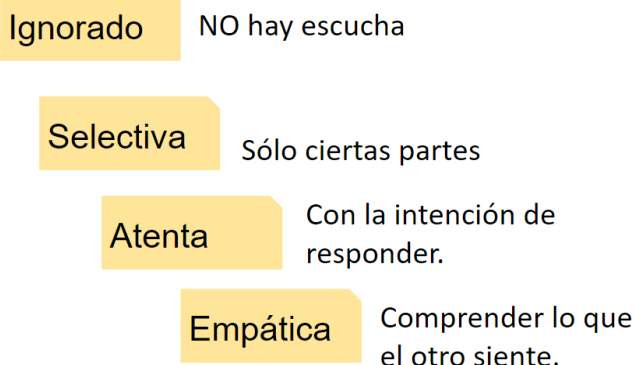 Ignorado NO hay escucha
Selectiva
Sólo ciertas partes
Atenta
Con la intención de
responder.
Empática
Comprender lo que
el otro siente.